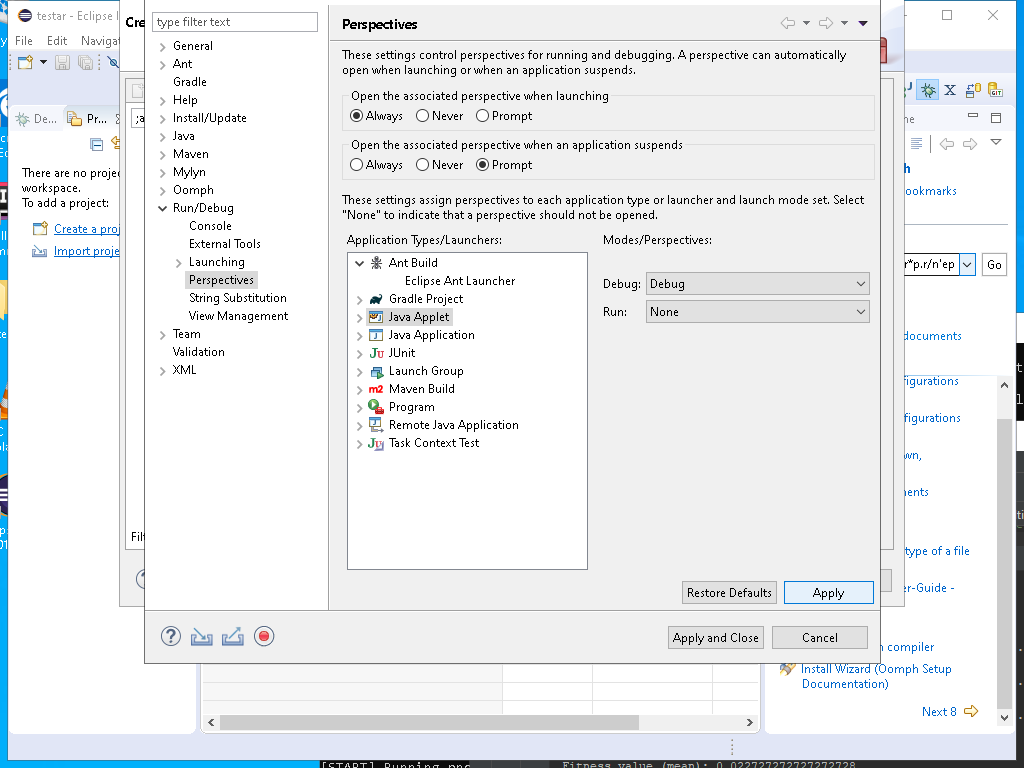 testar - Eclipse I
File Edit Navigat
Cre
type filter text
Perspectives
These settings control perspectives for running and debugging. A perspective can automatically
open when launching or when an application suspends.
Open the associated perspective when launching
Always Never Prompt
Open the associated perspective when an application suspends
Always Never Prompt
These settings assign perspectives to each application type or launcher and launch mode set. Select
"None" to indicate that a perspective should not be opened.
Application Types/Launchers:
Modes/Perspectives:
General
Ant
Gradle
Help
Install/Update
Java
Maven
Mylyn
Oomph
Run/Debug
Console
External Tools
Launching
Perspectives
String Substitution
View Management
Team
Validation
XML
Ant Build
Eclipse Ant Launcher
Gradle Project
Java Applet
Java Application
JUnit
Launch Group
Maven Build
Program
Remote Java Application
Task Context Test
Debug: Debug
Run: None
Restore Defaults
Apply
Apply and Close
Cancel
De...
Pr...
There are no proje
workspace.
To add a project:
Create a proj
Import proje
;a
Filt
ne
h
ookmarks
r*p.r/n'ep
Go
documents
figurations
figurations
wn,
ents
type of a file
er-Guide -
n compiler
Install Wizard (Oomph Setup
Documentation)
Next 8
[START] Running
Fitness value (mean): 0.022727272727272728